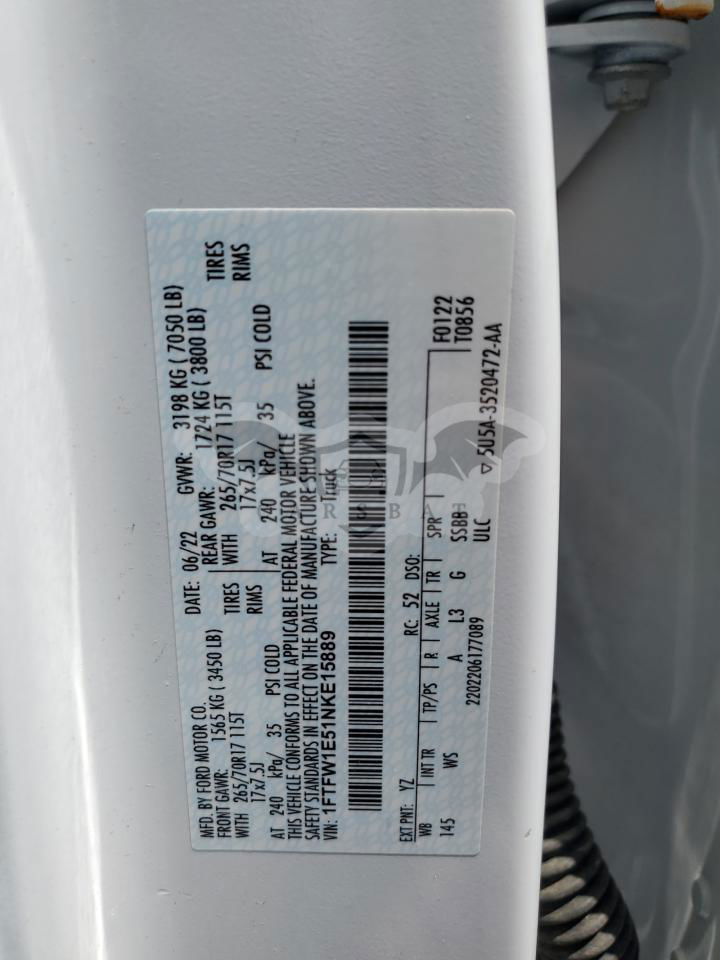 MFD. BY FORD MOTOR CO.
DATE: 06/22 GVWR: 3198 KG ( 7050 LB)
FRONT GAWR: 1565 KG ( 3450 LB) REAR GAWR: 1724 KG ( 3800 LB)
WITH 265/70R17 115T TIRES WITH 265/70R17 115T TIRES
17x7.5J RIMS 17x7.5J RIMS
AT 240 kPa/ 35 PSI COLD AT 240 kPa/ 35 PSI COLD
THIS VEHICLE CONFORMS TO ALL APPLICABLE FEDERAL MOTOR VEHICLE
SAFETY STANDARDS IN EFFECT ON THE DATE OF MANUFACTURE SHOWN ABOVE.
VIN: 1FTFW1E51NKE15889 TYPE: Truck
EXT PNT: YZ RC: 52 DSO: F0122
WB INT TR TP/PS R AXLE TR SPR T0856
145 WS A L3 G SSBB
2202206177089 ULC ▽5U5A-3520472-AA